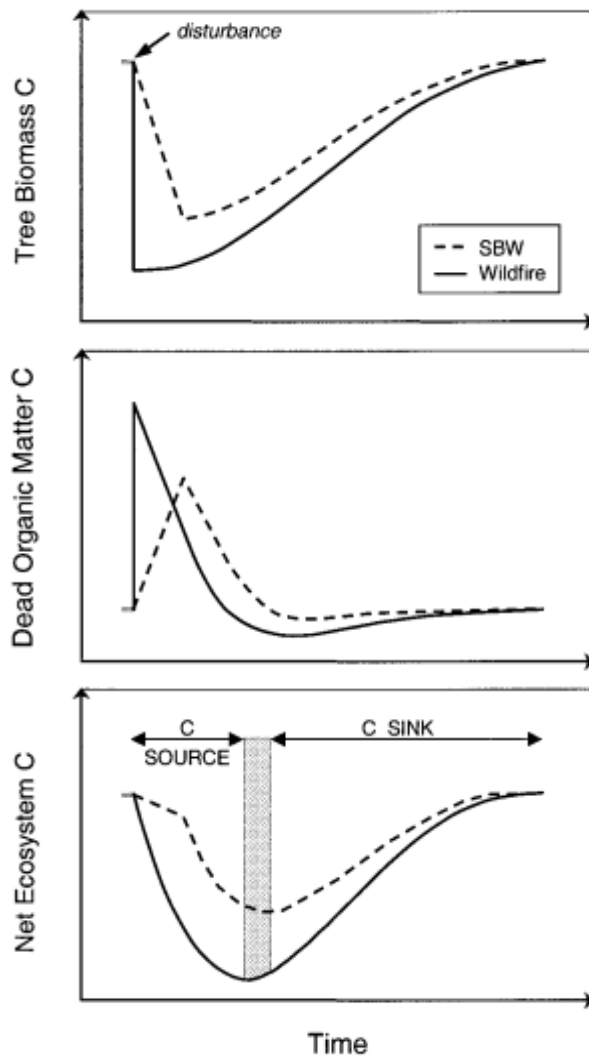 disturbance
Tree Biomass C
SBW
Wildfire
Dead Organic Matter C
C
SOURCE
C SINK
Net Ecosystem C
Time